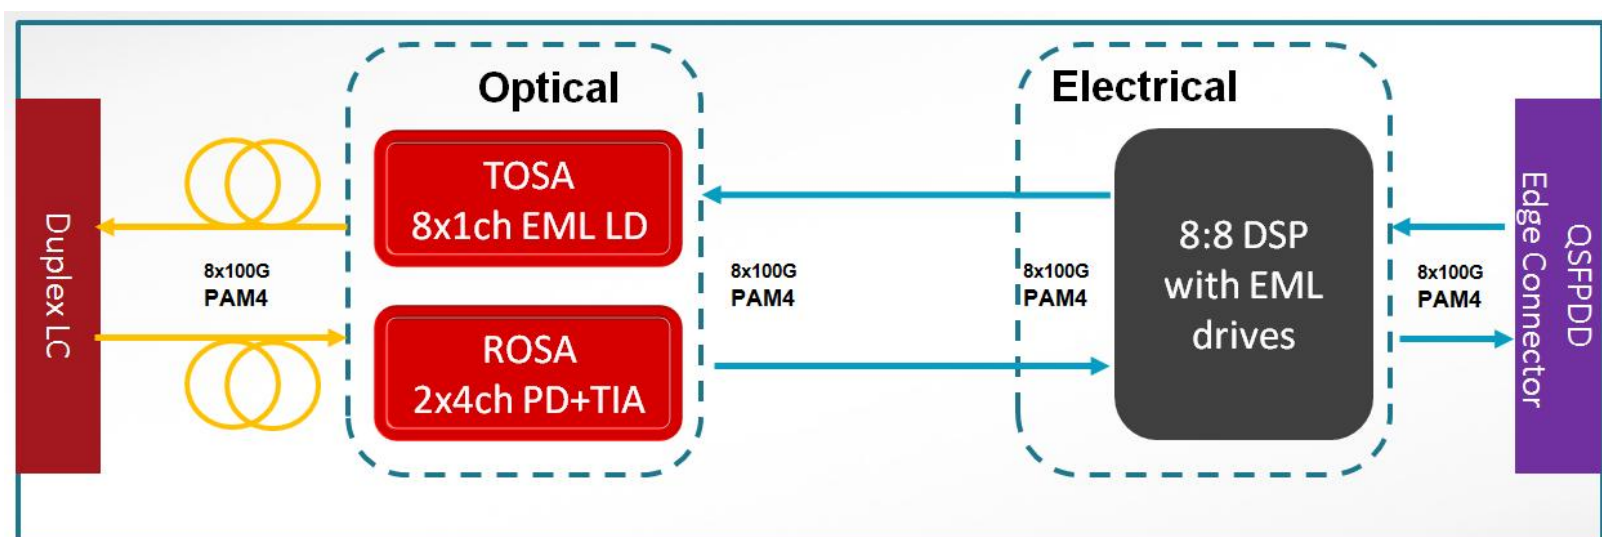 Optical
Electrical
Duplex LC
TOSA
8x1ch EML LD
ROSA
2x4ch PD+TIA
8x100G
PAM4
8x100G
PAM4
8x100G
PAM4
8:8 DSP
with EML
drives
8x100G
PAM4
QSFPDD
Edge Connector